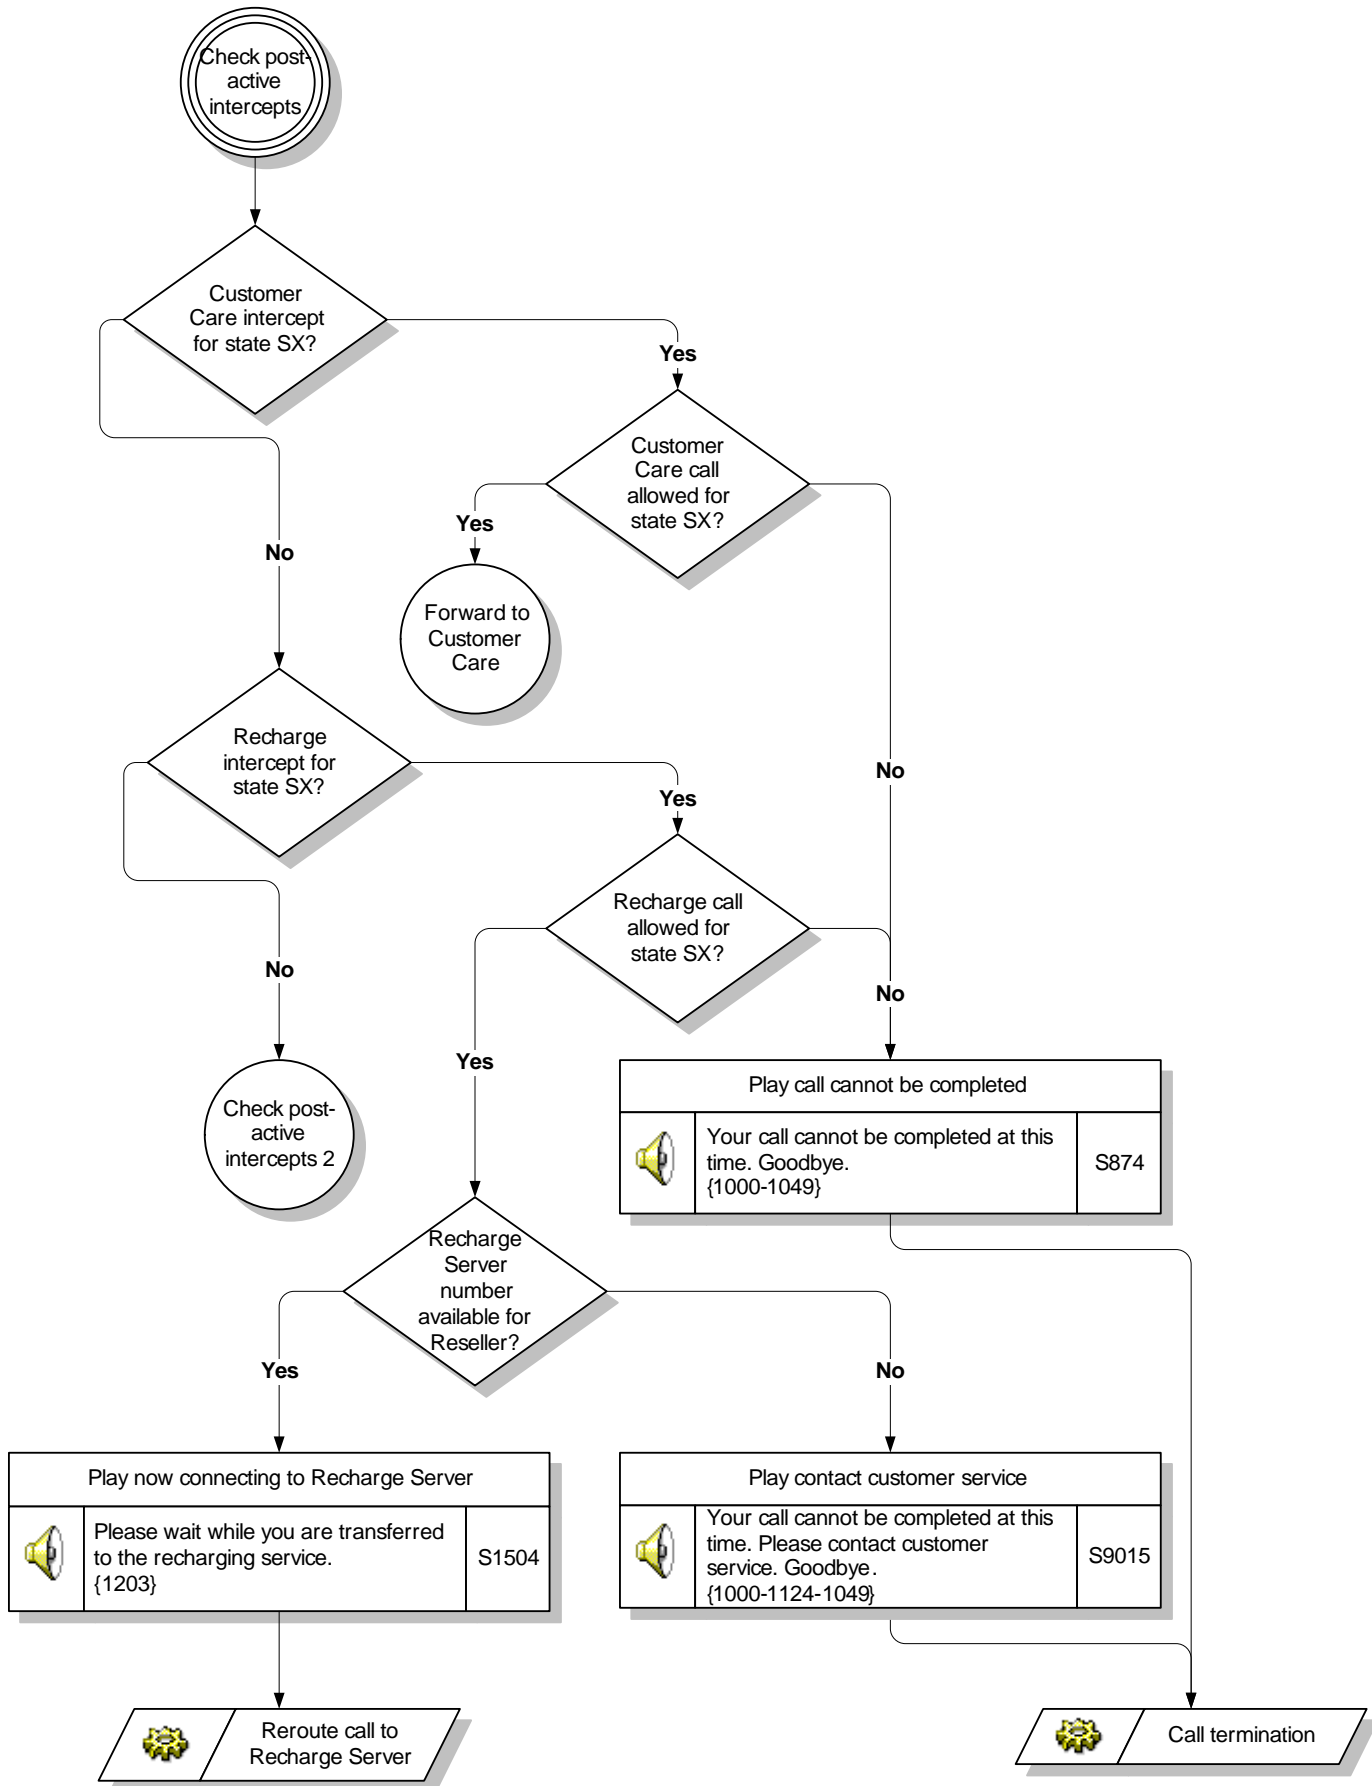 Check post-
active
intercepts
Customer
Care intercept
for state SX?
Yes
Customer
Care call
allowed for
state SX?
Yes
No
Forward to
Customer
Care
Recharge
intercept for
state SX?
No
Yes
Recharge call
allowed for
state SX?
No
No
Yes
Check post-
active
intercepts 2
Play call cannot be completed
Your call cannot be completed at this
time. Goodbye.
{1000-1049}
S874
Recharge
Server
number
available for
Reseller?
Yes
No
Play now connecting to Recharge Server
Please wait while you are transferred
to the recharging service.
{1203}
S1504
Play contact customer service
Your call cannot be completed at this
time. Please contact customer
service. Goodbye.
{1000-1124-1049}
S9015
Reroute call to
Recharge Server
Call termination